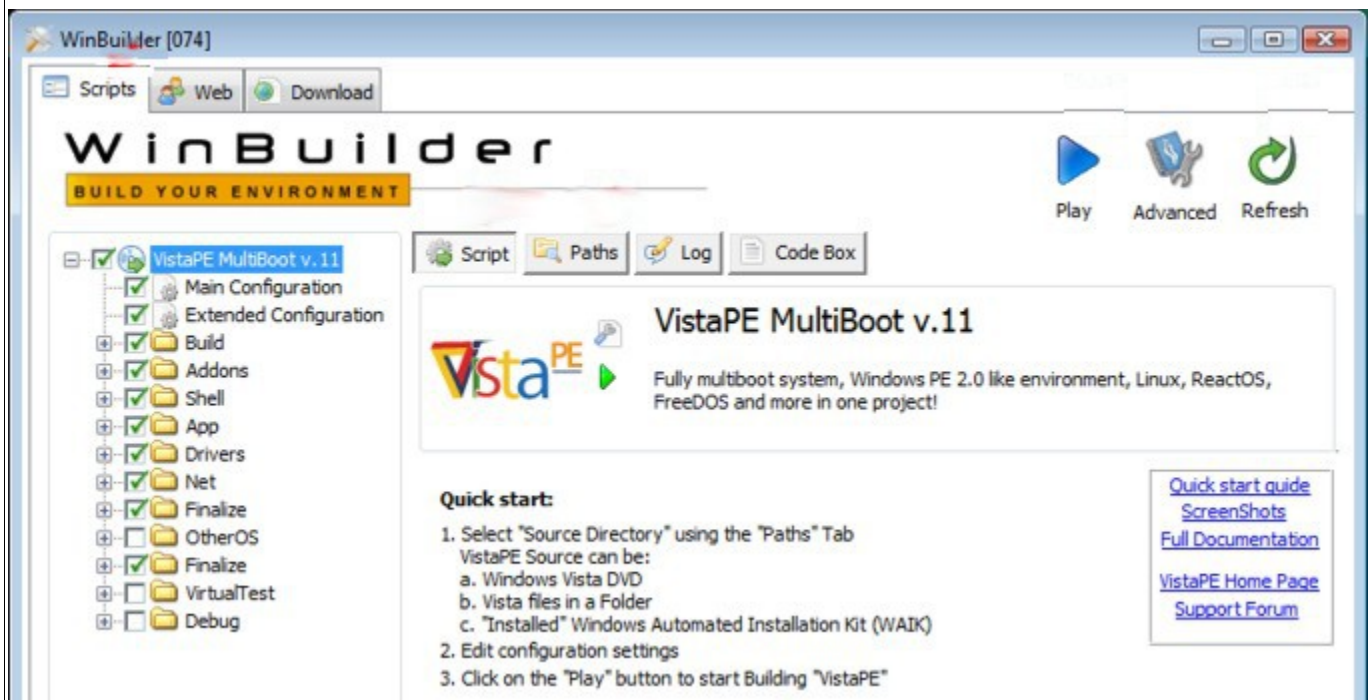 WinBuilder [074]
Scripts Web Download
WinBuilder
BUILD YOUR ENVIRONMENT
Play Advanced Refresh
Script Paths Log Code Box
VistaPE MultiBoot v.11
Main Configuration
Extended Configuration
Build
Addons
Shell
App
Drivers
Net
Finalize
OtherOS
Finalize
VirtualTest
Debug
Vista PE
VistaPE MultiBoot v.11
Fully multiboot system, Windows PE 2.0 like environment, Linux, ReactOS,
FreeDOS and more in one project!
Quick start:
1. Select "Source Directory" using the "Paths" Tab
VistaPE Source can be:
a. Windows Vista DVD
b. Vista files in a Folder
c. "Installed" Windows Automated Installation Kit (WAIK)
2. Edit configuration settings
3. Click on the "Play" button to start Building "VistaPE"
Quick start guide
ScreenShots
Full Documentation
VistaPE Home Page
Support Forum